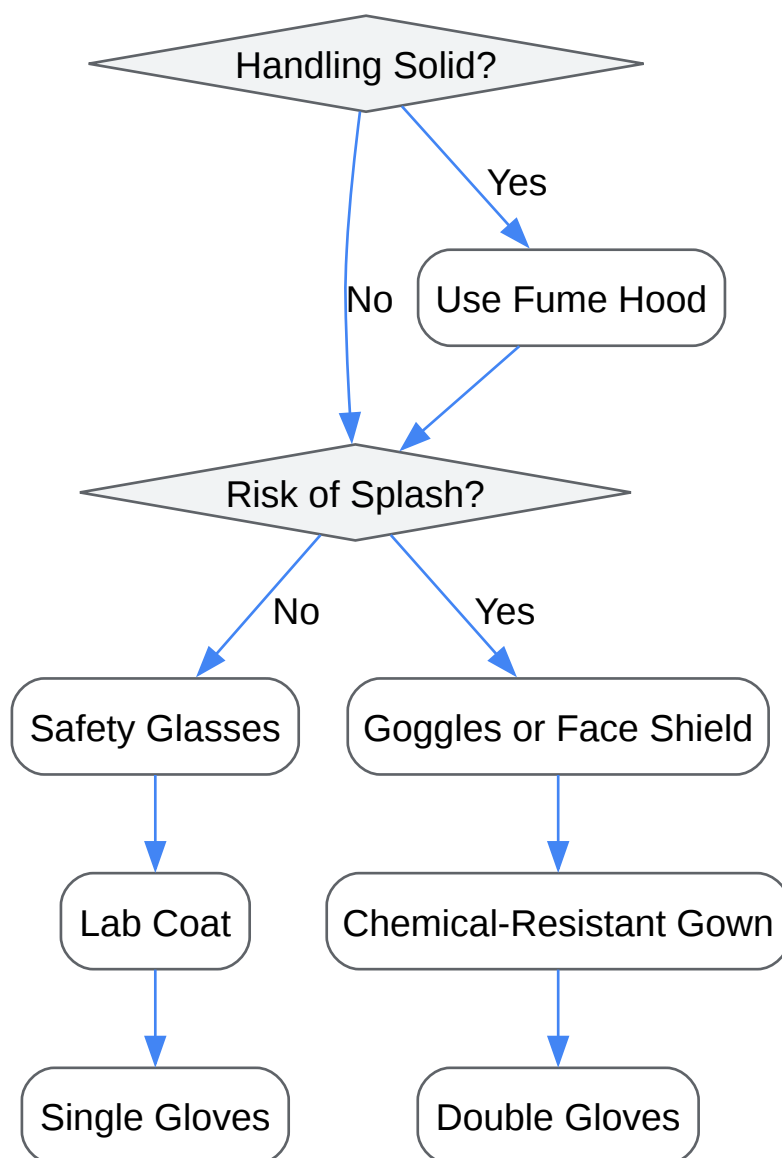 Handling Solid?
Yes
No
Use Fume Hood
Risk of Splash?
No
Yes
Safety Glasses
Goggles or Face Shield
Lab Coat
Chemical-Resistant Gown
Single Gloves
Double Gloves